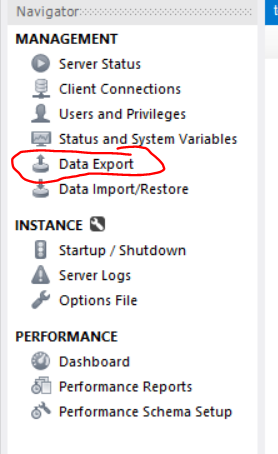 Navigator
MANAGEMENT
Server Status
Client Connections
Users and Privileges
Status and System Variables
Data Export
Data Import/Restore
INSTANCE
Startup / Shutdown
Server Logs
Options File
PERFORMANCE
Dashboard
Performance Reports
Performance Schema Setup